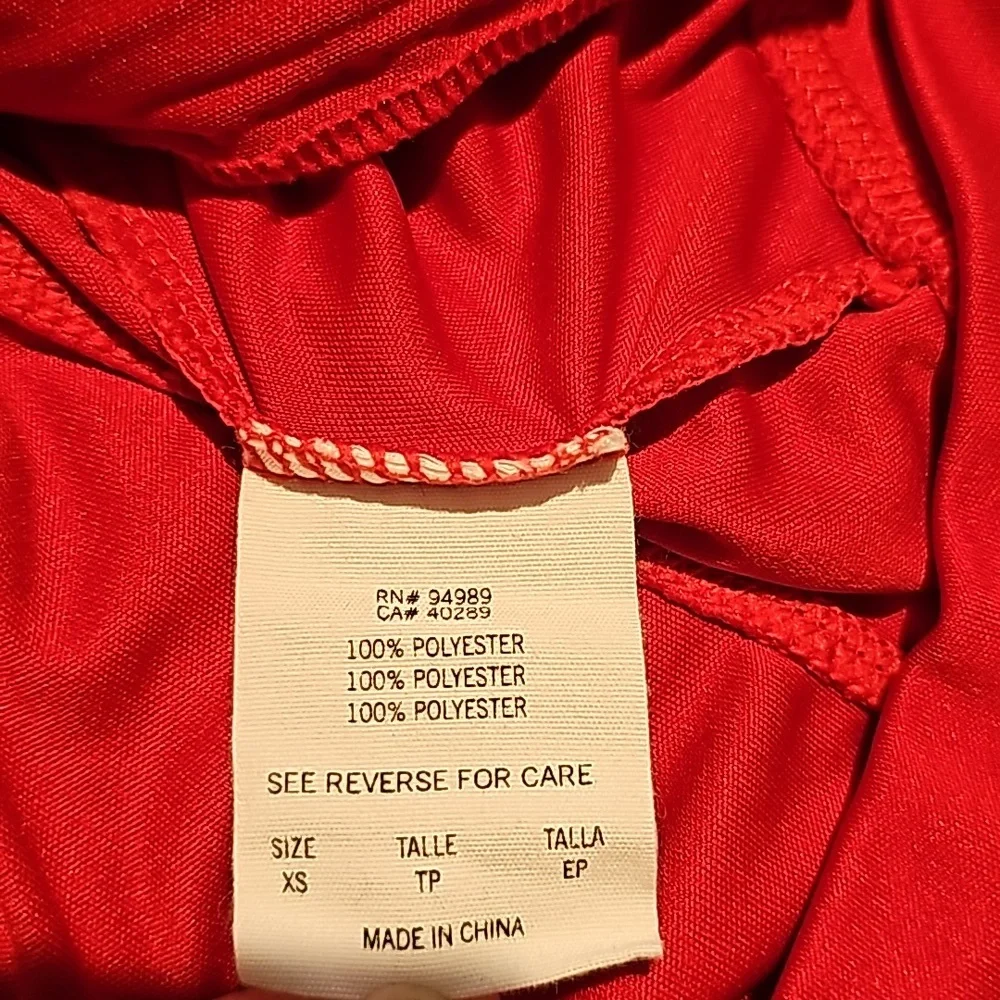 RN# 94989
CA# 40289
100% POLYESTER
100% POLYESTER
100% POLYESTER
SEE REVERSE FOR CARE
SIZE TALLE TALLA
XS TP EP
MADE IN CHINA